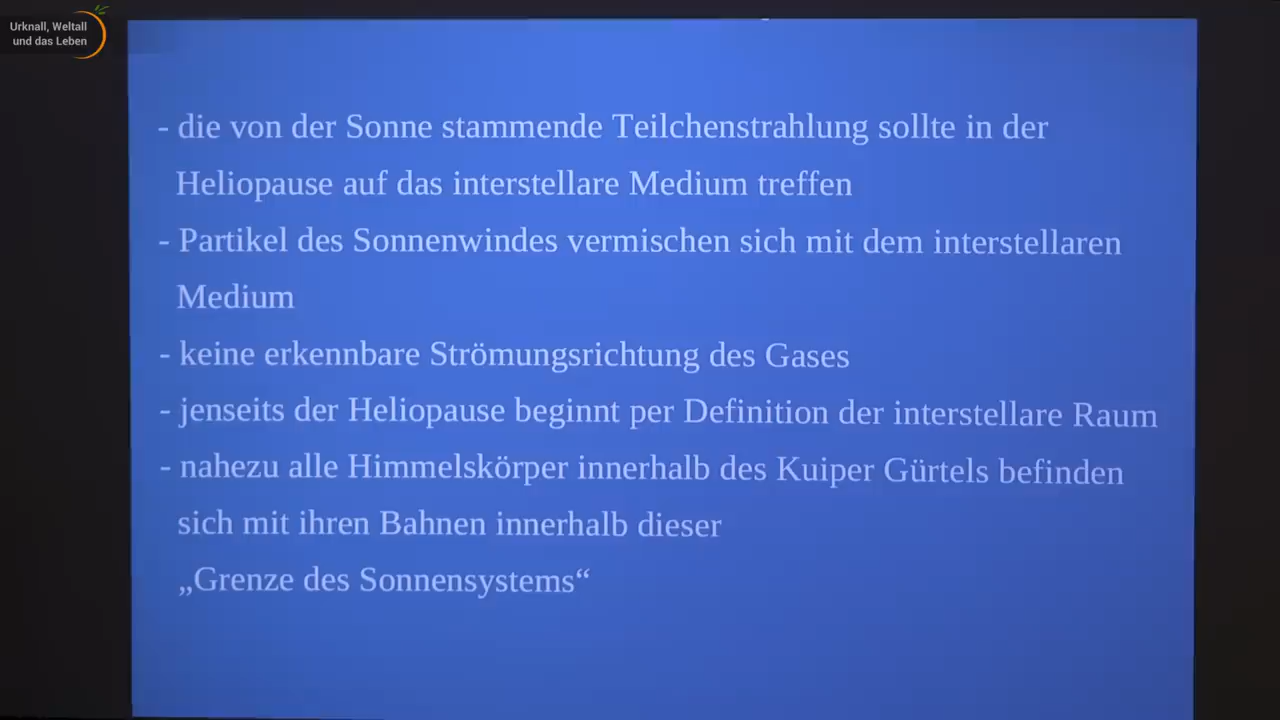 Urknall, Weltall
und das Leben
- die von der Sonne stammende Teilchenstrahlung sollte in der
Heliopause auf das interstellare Medium treffen
- Partikel des Sonnenwindes vermischen sich mit dem interstellaren
Medium
- keine erkennbare Strömungsrichtung des Gases
- jenseits der Heliopause beginnt per Definition der interstellare Raum
- nahezu alle Himmelskörper innerhalb des Kuiper Gürtels befinden
sich mit ihren Bahnen innerhalb dieser
„Grenze des Sonnensystems“